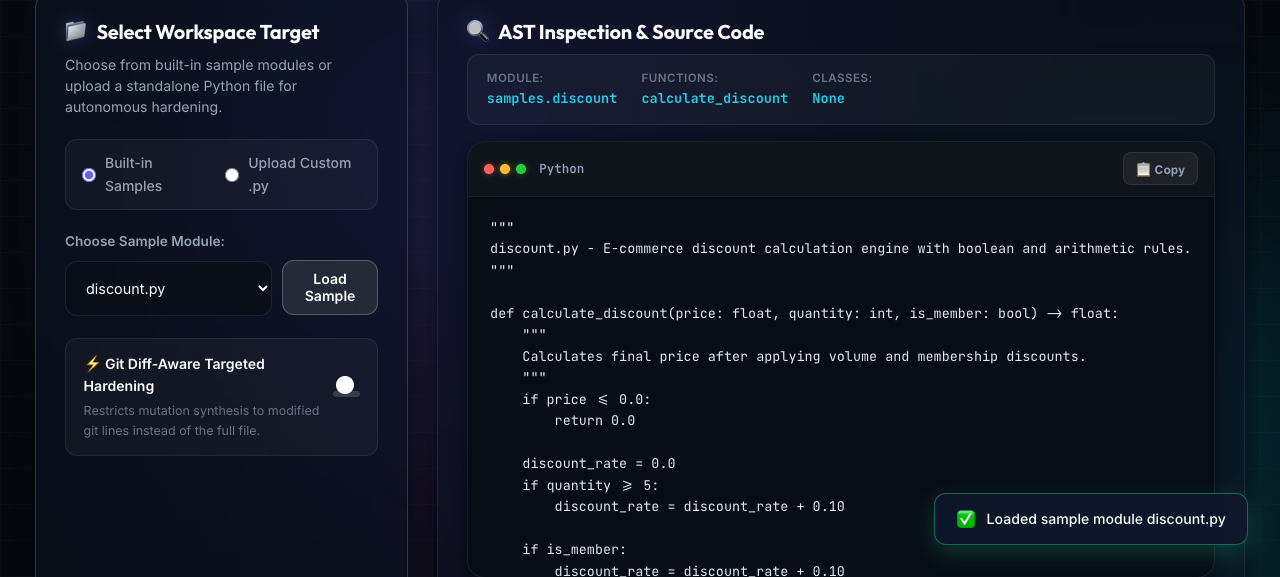 📁 Select Workspace Target
Choose from built-in sample modules or
upload a standalone Python file for
autonomous hardening.
Built-in
Samples
Upload Custom
.py
Choose Sample Module:
discount.py
Load
Sample
⚡ Git Diff-Aware Targeted
Hardening
Restricts mutation synthesis to modified
git lines instead of the full file.
🔍 AST Inspection & Source Code
MODULE: FUNCTIONS: CLASSES:
samples.discount calculate_discount None
Python
📋 Copy
"""
discount.py - E-commerce discount calculation engine with boolean and arithmetic rules.
"""
def calculate_discount(price: float, quantity: int, is_member: bool) -> float:
    """
    Calculates final price after applying volume and membership discounts.
    """
    if price <= 0.0:
        return 0.0
    discount_rate = 0.0
    if quantity >= 5:
        discount_rate = discount_rate + 0.10
    if is_member:
        discount_rate = discount_rate + 0.10
✅ Loaded sample module discount.py